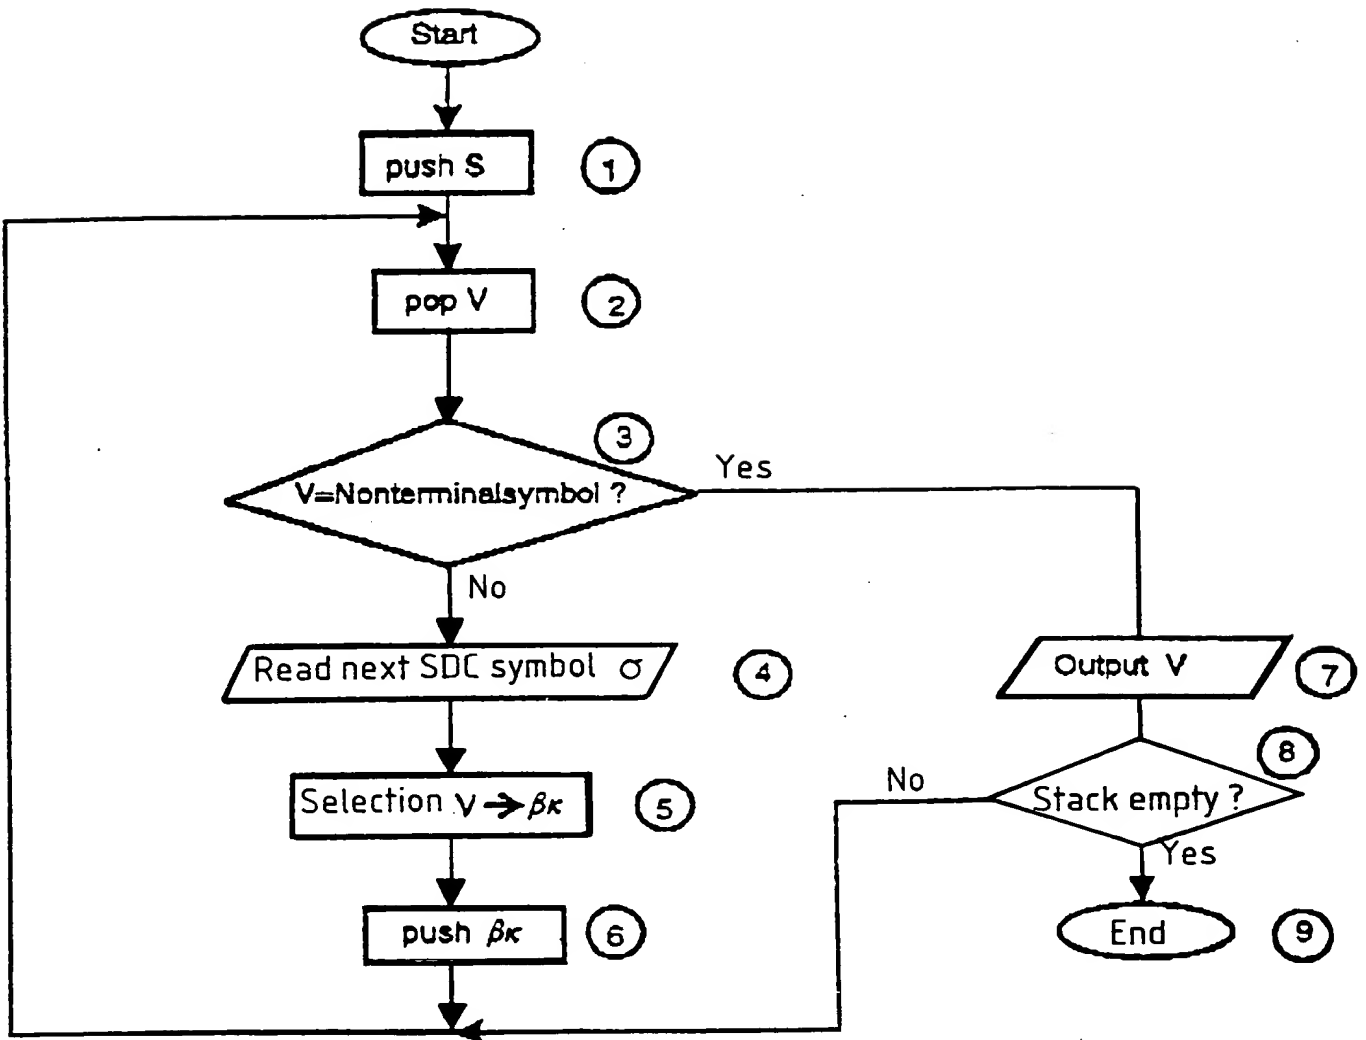 Start
push S
1
pop V
2
3
V=Nonterminalsymbol ?
Yes
No
Read next SDC symbol σ
4
Output V
7
Selection V → βκ
5
8
No
Stack empty ?
Yes
push βκ
6
End
9